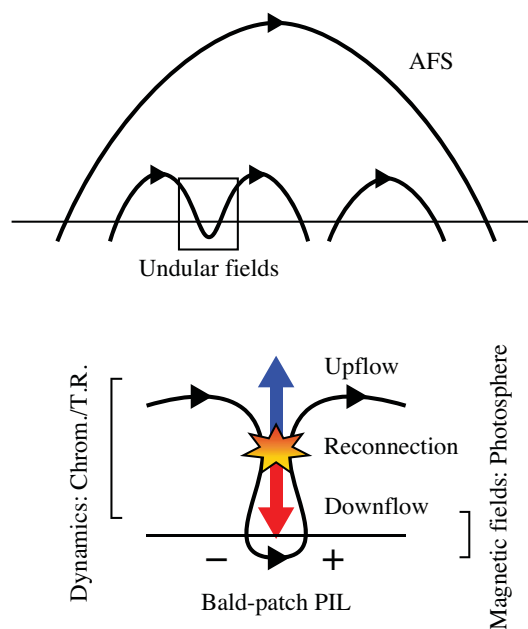 AFS
Undular fields
Upflow
Reconnection
Downflow
Dynamics: Chrom./T.R.
Magnetic fields: Photosphere
− +
Bald-patch PIL